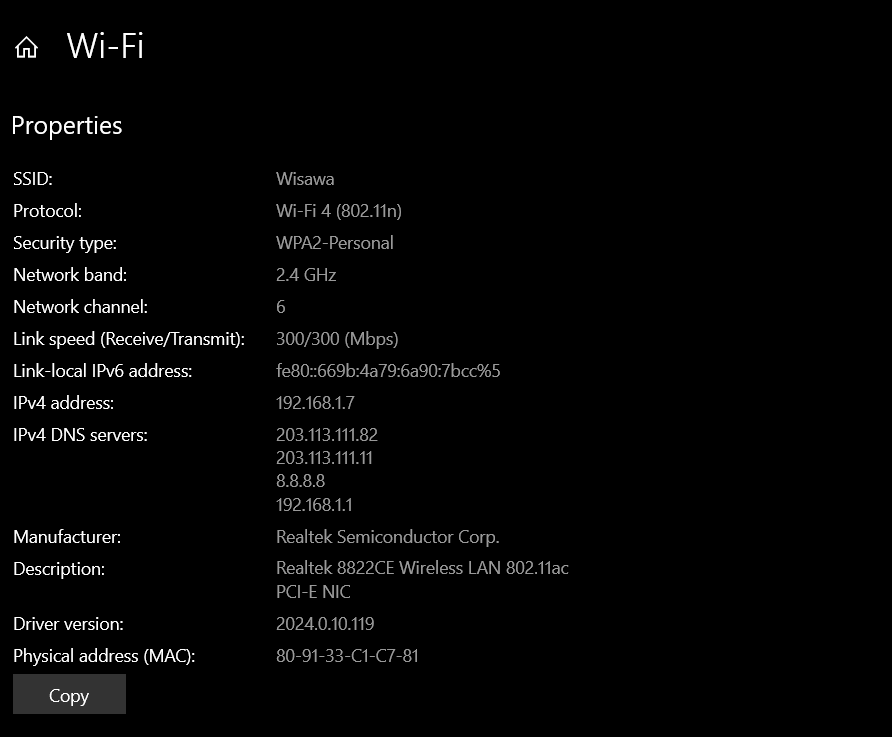 Wi-Fi
Properties
SSID: Wisawa
Protocol: Wi-Fi 4 (802.11n)
Security type: WPA2-Personal
Network band: 2.4 GHz
Network channel: 6
Link speed (Receive/Transmit): 300/300 (Mbps)
Link-local IPv6 address: fe80::669b:4a79:6a90:7bcc%5
IPv4 address: 192.168.1.7
IPv4 DNS servers: 203.113.111.82
203.113.111.11
8.8.8.8
192.168.1.1
Manufacturer: Realtek Semiconductor Corp.
Description: Realtek 8822CE Wireless LAN 802.11ac
PCI-E NIC
Driver version: 2024.0.10.119
Physical address (MAC): 80-91-33-C1-C7-81
Copy